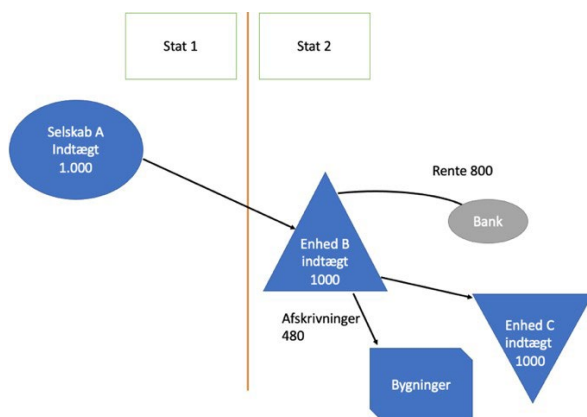 Stat 1
Stat 2
Selskab A
Indtægt
1.000
Rente 800
Bank
Enhed B
indtægt
1000
Afskrivninger
480
Enhed C
indtægt
1000
Bygninger